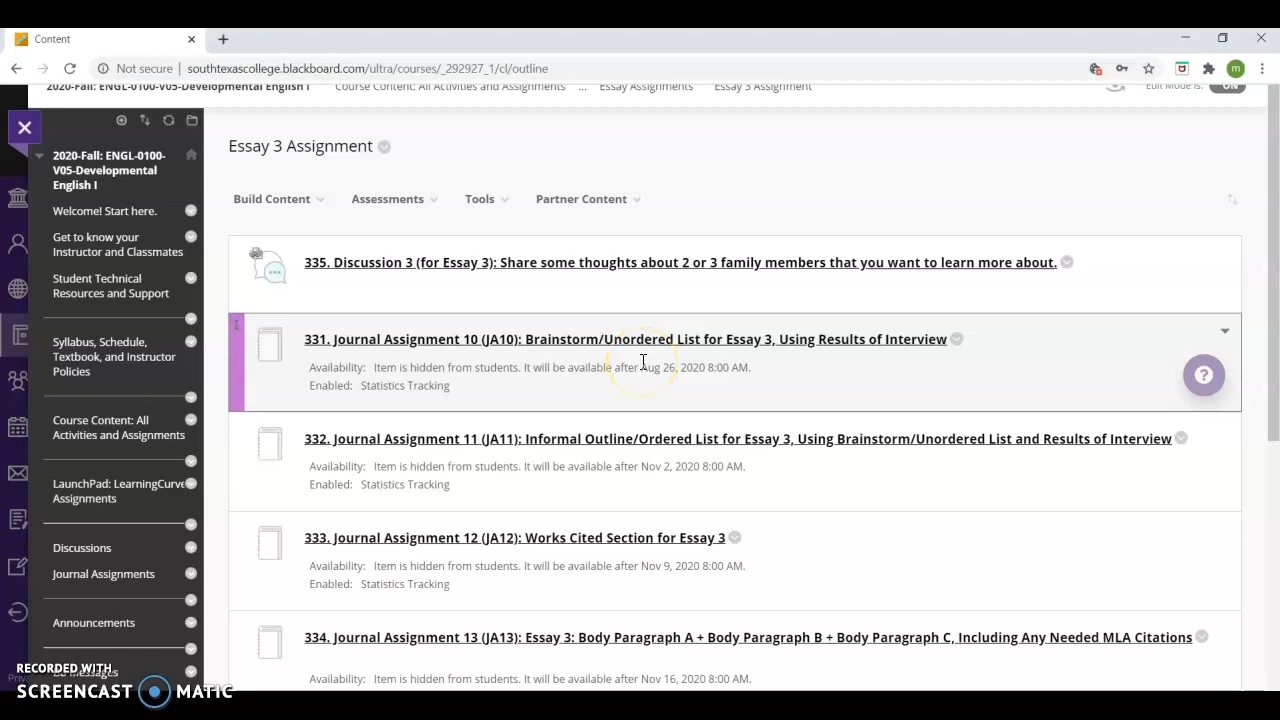 Content
Not secure
southtexascollege.blackboard.com/ultra/courses/_292927_1/cl/outline
m
2020-Fall: ENGL-0100-V05-Developmental English I
Course Content: All Activities and Assignments
...
Essay Assignments
Essay 3 Assignment
Edit Mode is:
ON
2020-Fall: ENGL-0100-
V05-Developmental
English I
Welcome! Start here.
Get to know your
Instructor and Classmates
Student Technical
Resources and Support
Syllabus, Schedule,
Textbook, and Instructor
Policies
Course Content: All
Activities and Assignments
LaunchPad: LearningCurve
Assignments
Discussions
Journal Assignments
Announcements
Messages
Essay 3 Assignment
Build Content
Assessments
Tools
Partner Content
335. Discussion 3 (for Essay 3): Share some thoughts about 2 or 3 family members that you want to learn more about.
331. Journal Assignment 10 (JA10): Brainstorm/Unordered List for Essay 3, Using Results of Interview
Availability: Item is hidden from students. It will be available after Aug 26, 2020 8:00 AM.
Enabled: Statistics Tracking
332. Journal Assignment 11 (JA11): Informal Outline/Ordered List for Essay 3, Using Brainstorm/Unordered List and Results of Interview
Availability: Item is hidden from students. It will be available after Nov 2, 2020 8:00 AM.
Enabled: Statistics Tracking
333. Journal Assignment 12 (JA12): Works Cited Section for Essay 3
Availability: Item is hidden from students. It will be available after Nov 9, 2020 8:00 AM.
Enabled: Statistics Tracking
334. Journal Assignment 13 (JA13): Essay 3: Body Paragraph A + Body Paragraph B + Body Paragraph C, Including Any Needed MLA Citations
Availability: Item is hidden from students. It will be available after Nov 16, 2020 8:00 AM.
?
RECORDED WITH
SCREENCAST MATIC